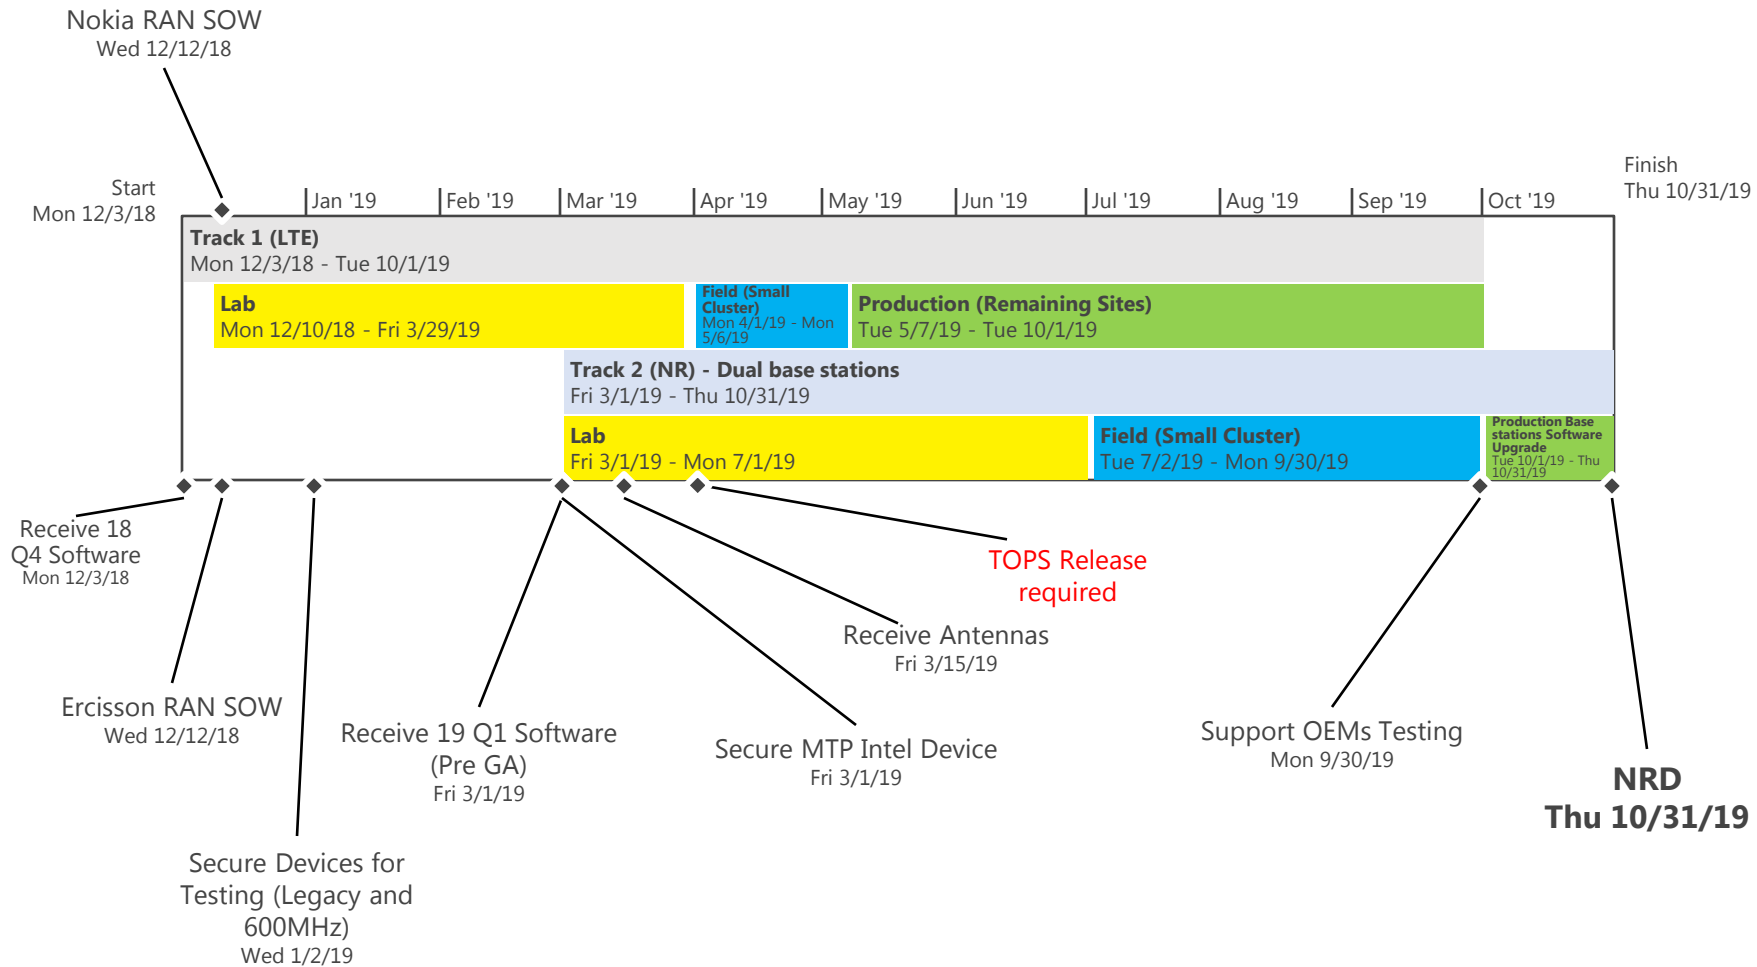 Nokia RAN SOW
Wed 12/12/18
Start
Mon 12/3/18
Jan '19
Feb '19
Mar '19
Apr '19
May '19
Jun '19
Jul '19
Aug '19
Sep '19
Oct '19
Finish
Thu 10/31/19
Track 1 (LTE)
Mon 12/3/18 - Tue 10/1/19
Lab
Mon 12/10/18 - Fri 3/29/19
Field (Small
Cluster)
Mon 4/1/19 - Mon
5/6/19
Production (Remaining Sites)
Tue 5/7/19 - Tue 10/1/19
Track 2 (NR) - Dual base stations
Fri 3/1/19 - Thu 10/31/19
Lab
Fri 3/1/19 - Mon 7/1/19
Field (Small Cluster)
Tue 7/2/19 - Mon 9/30/19
Production Base
stations Software
Upgrade
Tue 10/1/19 - Thu
10/31/19
Receive 18
Q4 Software
Mon 12/3/18
Ercisson RAN SOW
Wed 12/12/18
Secure Devices for
Testing (Legacy and
600MHz)
Wed 1/2/19
Receive 19 Q1 Software
(Pre GA)
Fri 3/1/19
Secure MTP Intel Device
Fri 3/1/19
Receive Antennas
Fri 3/15/19
TOPS Release
required
Support OEMs Testing
Mon 9/30/19
NRD
Thu 10/31/19